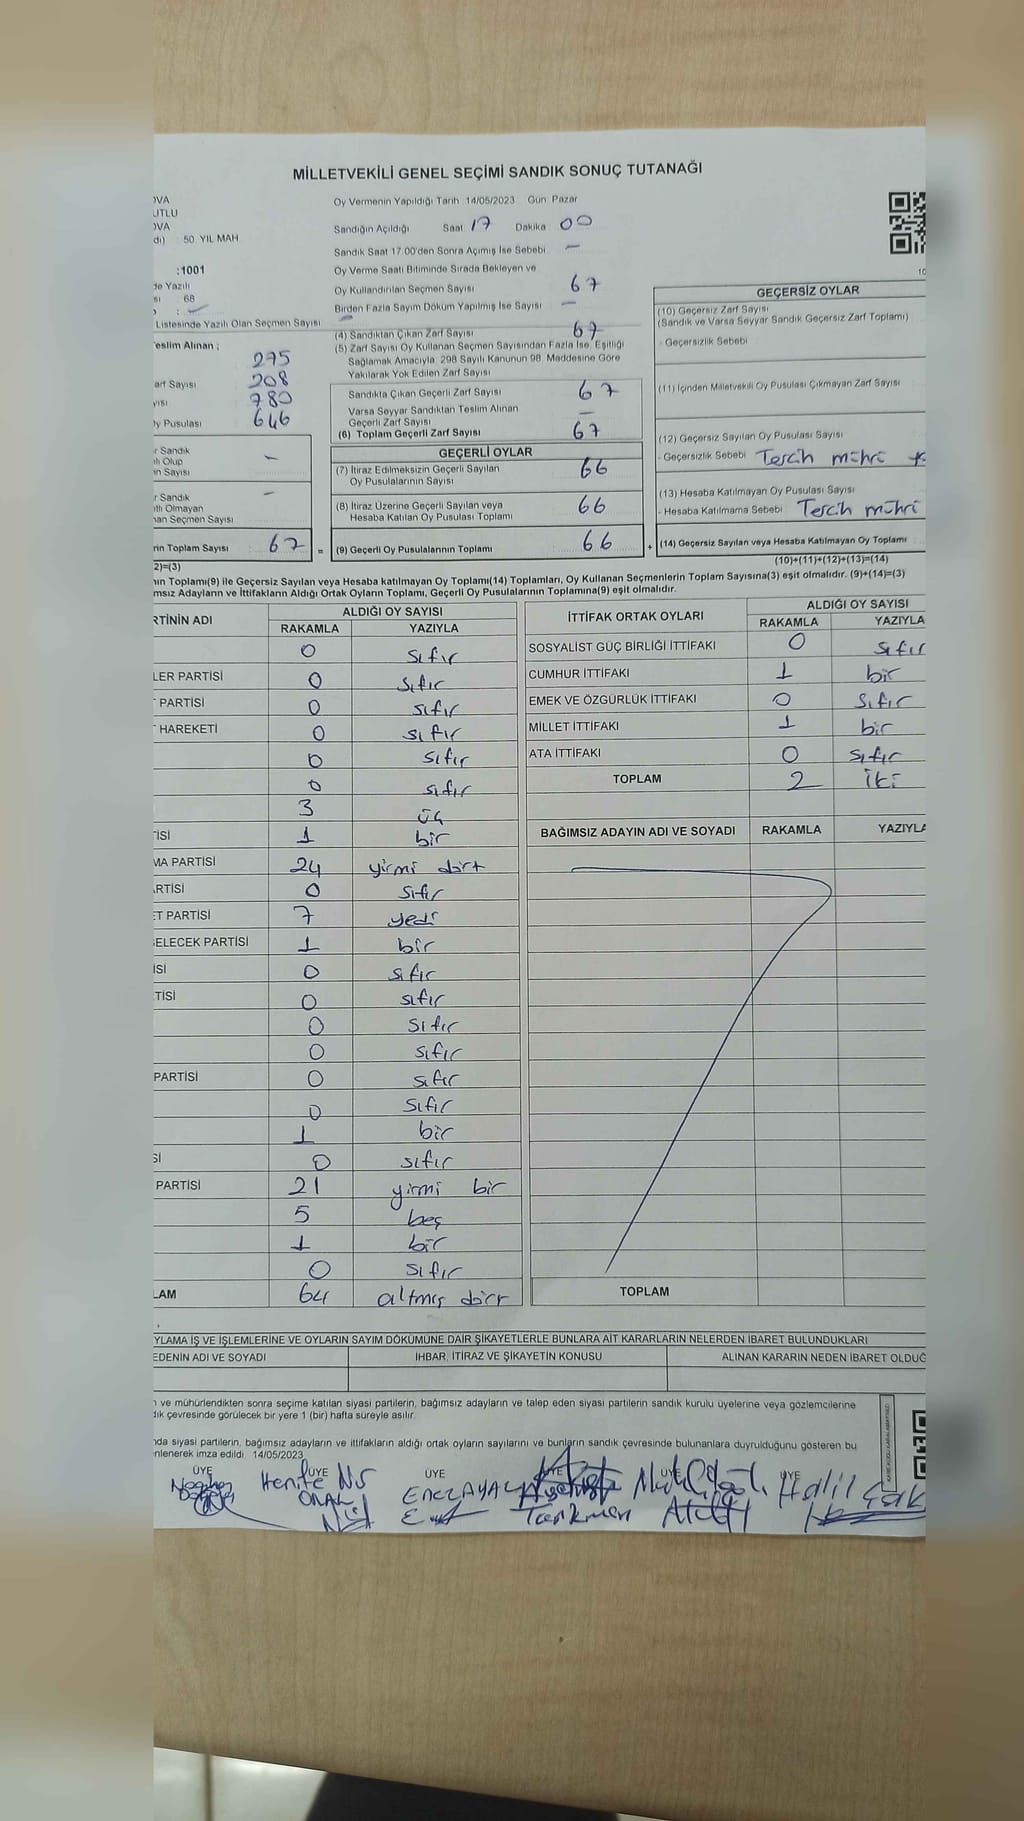 MİLLETVEKİLİ GENEL SEÇİMİ SANDIK SONUÇ TUTANAĞI
OVA
UTLU
OVA
dı) 50. YIL MAH
:1001
de Yazılı
sı 68
Listesinde Yazılı Olan Seçmen Sayısı
Oy Vermenin Yapıldığı Tarih 14/05/2023 Gün Pazar
Sandığın Açıldığı Saat 17 Dakika 00
Sandık Saat 17.00'den Sonra Açımış İse Sebebi —
Oy Verme Saati Bitiminde Sırada Bekleyen ve
Oy Kullandırılan Seçmen Sayısı 67
Birden Fazla Sayım Döküm Yapılmış İse Sayısı —
(4) Sandıktan Çıkan Zarf Sayısı 67
(5) Zarf Sayısı Oy Kullanan Seçmen Sayısından Fazla İse, Eşitliği
Sağlamak Amacıyla, 298 Sayılı Kanunun 98. Maddesine Göre
Yakılarak Yok Edilen Zarf Sayısı
Teslim Alınan :
275
arf Sayısı 208
yısı 780
y Pusulası 646
Sandıkta Çıkan Geçerli Zarf Sayısı 67
Varsa Seyyar Sandıktan Teslim Alınan
Geçerli Zarf Sayısı —
(6) Toplam Geçerli Zarf Sayısı 67
r Sandık
ılı Olup
in Sayısı —
r Sandık
ıtlı Olmayan
nan Seçmen Sayısı —
rin Toplam Sayısı 67 =
2)=(3)
GEÇERLİ OYLAR
(7) İtiraz Edilmeksizin Geçerli Sayılan
Oy Pusulalarının Sayısı 66
(8) İtiraz Üzerine Geçerli Sayılan veya
Hesaba Katılan Oy Pusulası Toplamı 66
(9) Geçerli Oy Pusulalarının Toplamı 66 +
GEÇERSİZ OYLAR
(10) Geçersiz Zarf Sayısı
(Sandık ve Varsa Seyyar Sandık Geçersiz Zarf Toplamı)
- Geçersizlik Sebebi
(11) İçinden Milletvekili Oy Pusulası Çıkmayan Zarf Sayısı
(12) Geçersiz Sayılan Oy Pusulası Sayısı
- Geçersizlik Sebebi Tercih mührü
(13) Hesaba Katılmayan Oy Pusulası Sayısı
- Hesaba Katılmama Sebebi Tercih mührü
(14) Geçersiz Sayılan veya Hesaba Katılmayan Oy Toplamı
(10)+(11)+(12)+(13)=(14)
nın Toplamı(9) ile Geçersiz Sayılan veya Hesaba katılmayan Oy Toplamı(14) Toplamları, Oy Kullanan Seçmenlerin Toplam Sayısına(3) eşit olmalıdır. (9)+(14)=(3)
msız Adayların ve İttifakların Aldığı Ortak Oyların Toplamı, Geçerli Oy Pusulalarının Toplamına(9) eşit olmalıdır.
RTİNİN ADI ALDIĞI OY SAYISI
RAKAMLA YAZIYLA
0 sıfır
LER PARTİSİ 0 sıfır
PARTİSİ 0 sıfır
HAREKETİ 0 sıfır
0 sıfır
0 sıfır
3 üç
İSİ 1 bir
MA PARTİSİ 24 yirmi dört
ARTİSİ 0 sıfır
ET PARTİSİ 7 yedi
GELECEK PARTİSİ 1 bir
İSİ 0 sıfır
TİSİ 0 sıfır
0 sıfır
0 sıfır
PARTİSİ 0 sıfır
0 sıfır
1 bir
Sİ 0 sıfır
PARTİSİ 21 yirmi bir
5 beş
1 bir
0 sıfır
LAM 64 altmış dört
İTTİFAK ORTAK OYLARI ALDIĞI OY SAYISI
RAKAMLA YAZIYLA
SOSYALİST GÜÇ BİRLİĞİ İTTİFAKI 0 sıfır
CUMHUR İTTİFAKI 1 bir
EMEK VE ÖZGÜRLÜK İTTİFAKI 0 sıfır
MİLLET İTTİFAKI 1 bir
ATA İTTİFAKI 0 sıfır
TOPLAM 2 iki
BAĞIMSIZ ADAYIN ADI VE SOYADI RAKAMLA YAZIYLA
TOPLAM
YLAMA İŞ VE İŞLEMLERİNE VE OYLARIN SAYIM DÖKÜMÜNE DAİR ŞİKAYETLERLE BUNLARA AİT KARARLARIN NELERDEN İBARET BULUNDUKLARI
EDENİN ADI VE SOYADI İHBAR, İTİRAZ VE ŞİKAYETİN KONUSU ALINAN KARARIN NEDEN İBARET OLDUĞ
ı ve mühürlendikten sonra seçime katılan siyasi partilerin, bağımsız adayların ve talep eden siyasi partilerin sandık kurulu üyelerine veya gözlemcilerine
dık çevresinde görülecek bir yere 1 (bir) hafta süreyle asılır.
nda siyasi partilerin, bağımsız adayların ve ittifakların aldığı ortak oyların sayılarını ve bunların sandık çevresinde bulunanlara duyrulduğunu gösteren bu
nlenerek imza edildi. 14/05/2023
ÜYE ÜYE ÜYE ÜYE ÜYE ÜYE
Henife Nur Halil
Türkmen